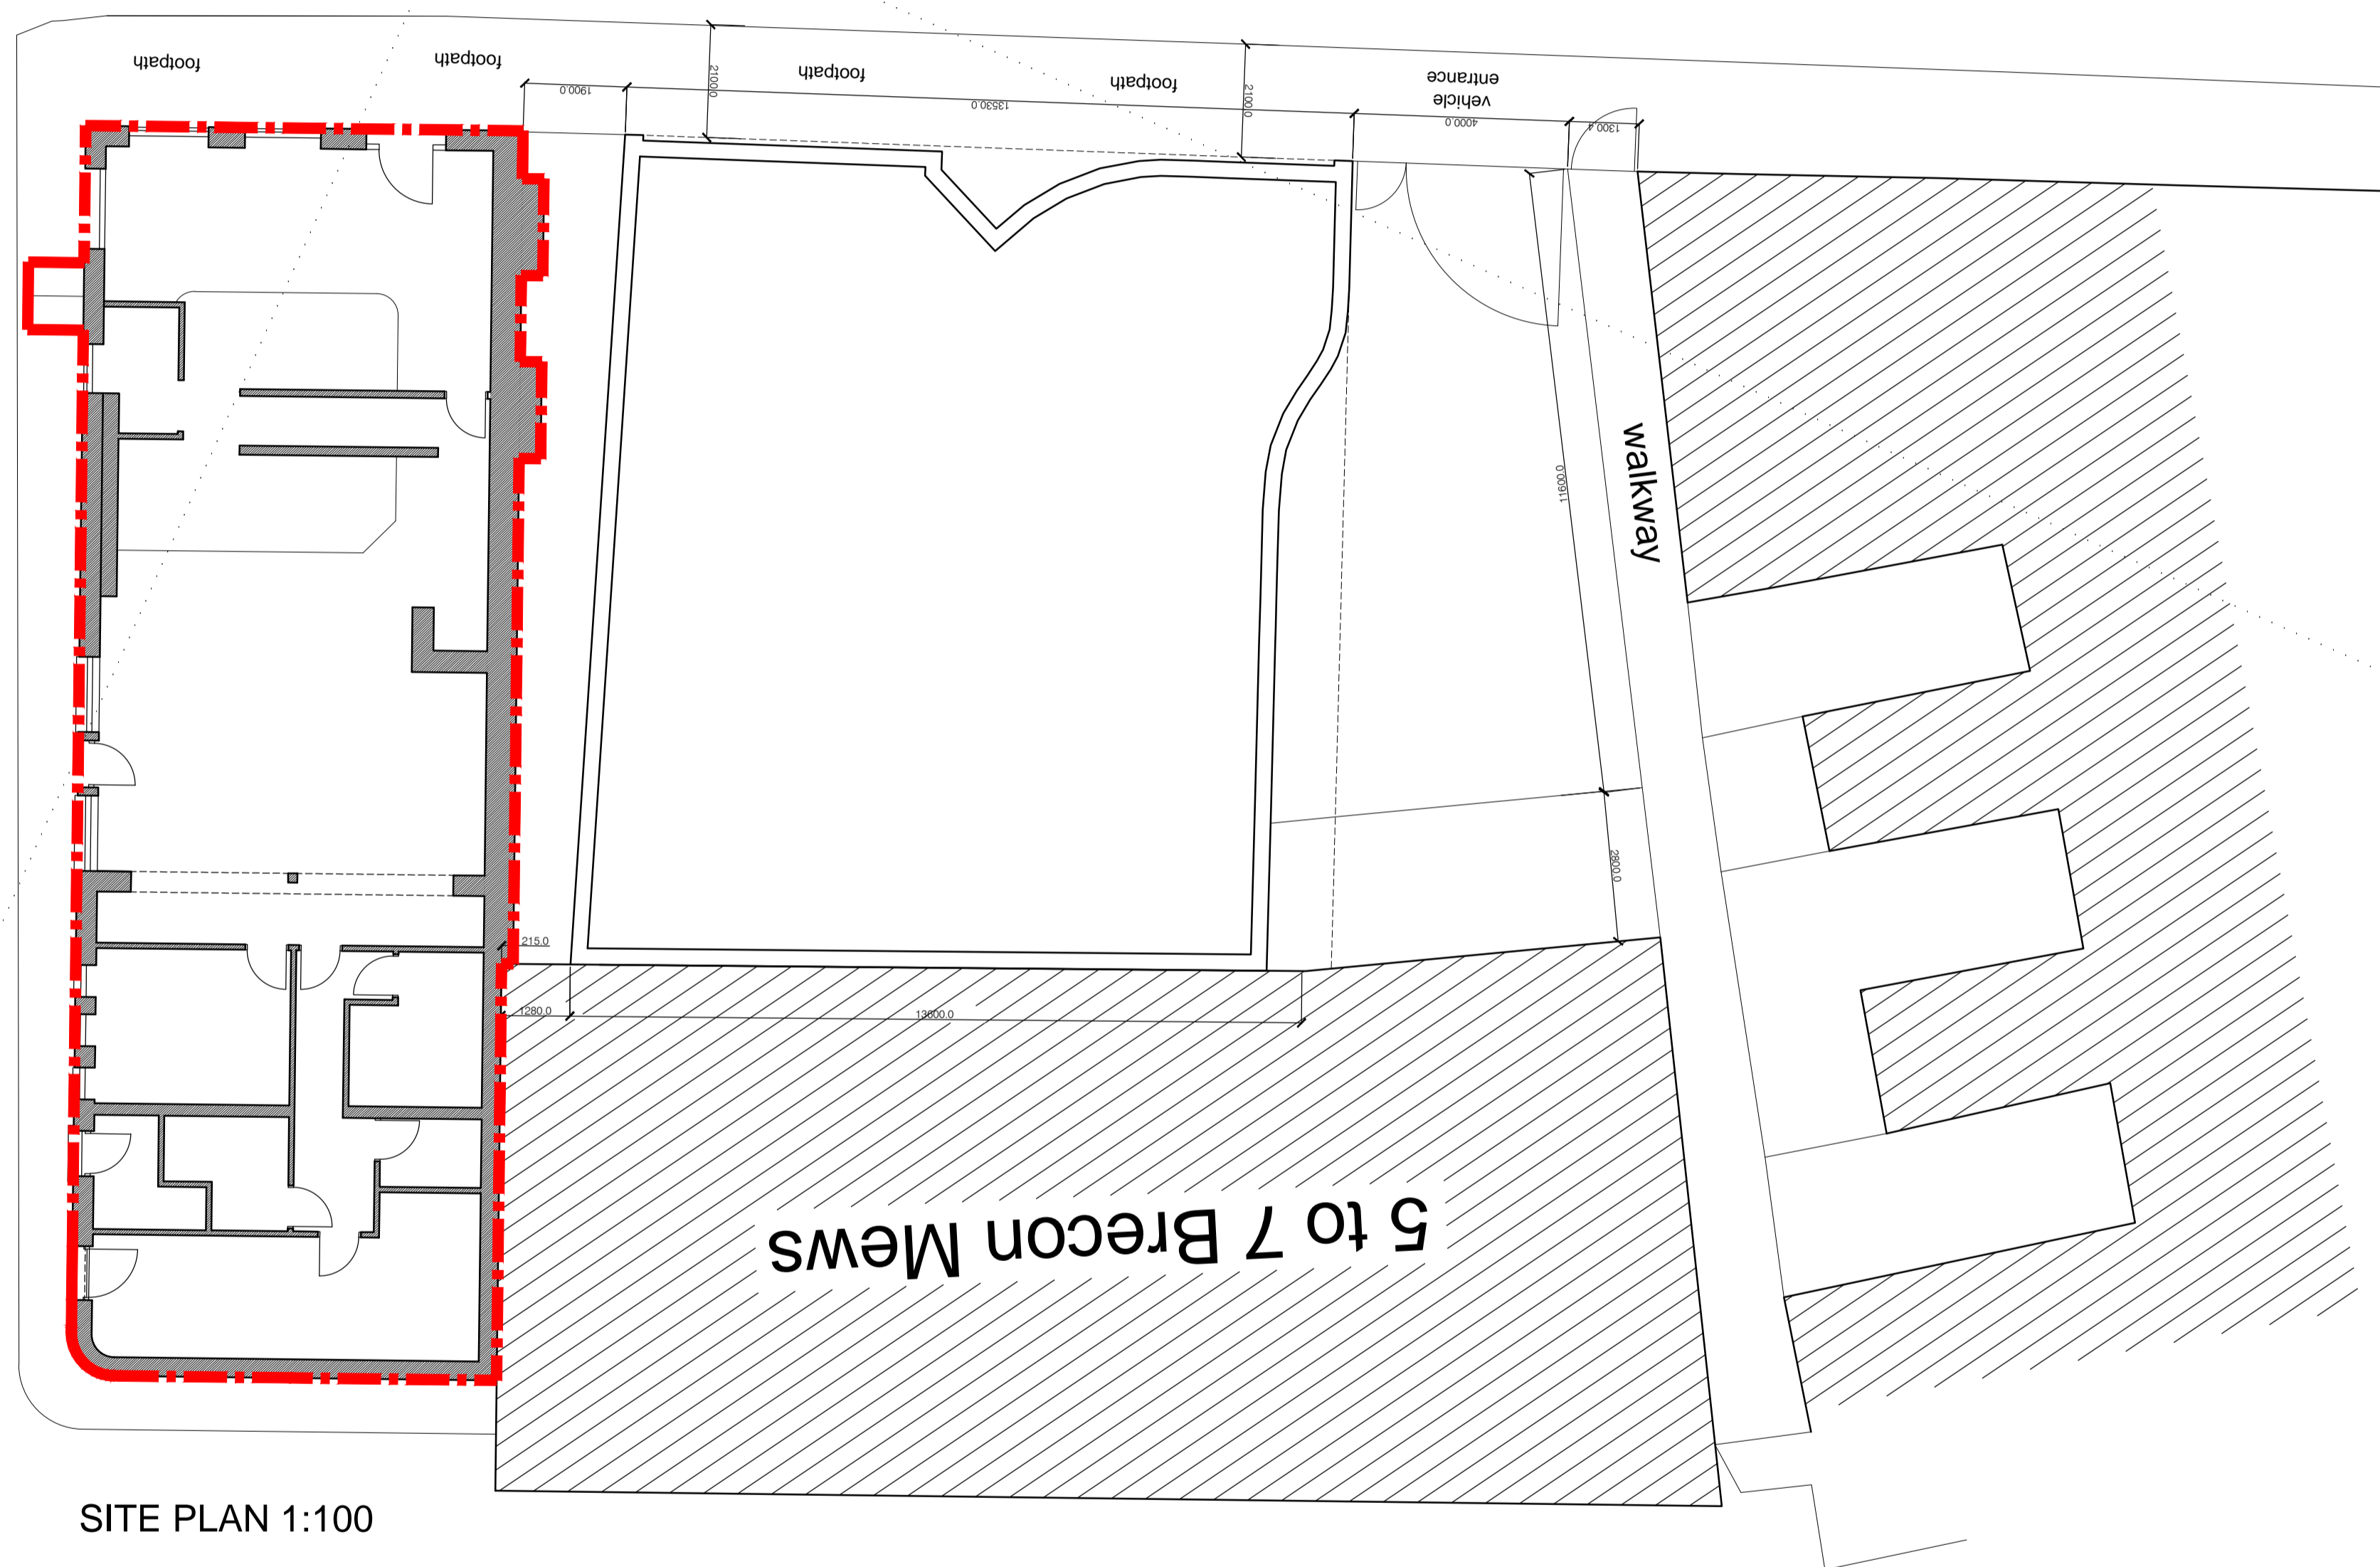 footpath
footpath
footpath
footpath
vehicle
entrance
2100.0
2100.0
1900.0
13530.0
4000.0
1300.4
walkway
11600.0
2800.0
215.0
1280.0
13600.0
5 to 7 Brecon Mews
SITE PLAN 1:100